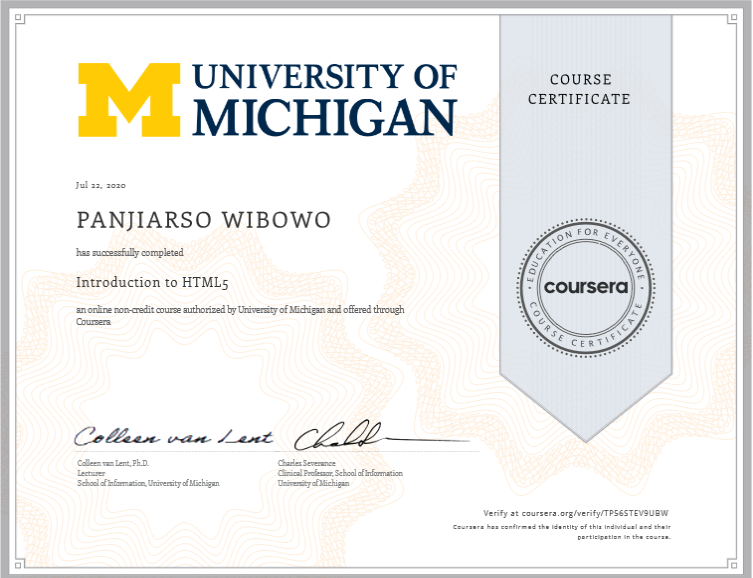 UNIVERSITY OF
MICHIGAN
COURSE
CERTIFICATE
Jul 22, 2020
PANJIARSO WIBOWO
has successfully completed
Introduction to HTML5
an online non-credit course authorized by University of Michigan and offered through
Coursera
EDUCATION FOR EVERYONE
coursera
COURSE CERTIFICATE
Colleen van Lent
Colleen van Lent, Ph.D.
Lecturer
School of Information, University of Michigan
Charles Severance
Clinical Professor, School of Information
University of Michigan
Verify at coursera.org/verify/TPS6STEV9UBW
Coursera has confirmed the identity of this individual and their
participation in the course.